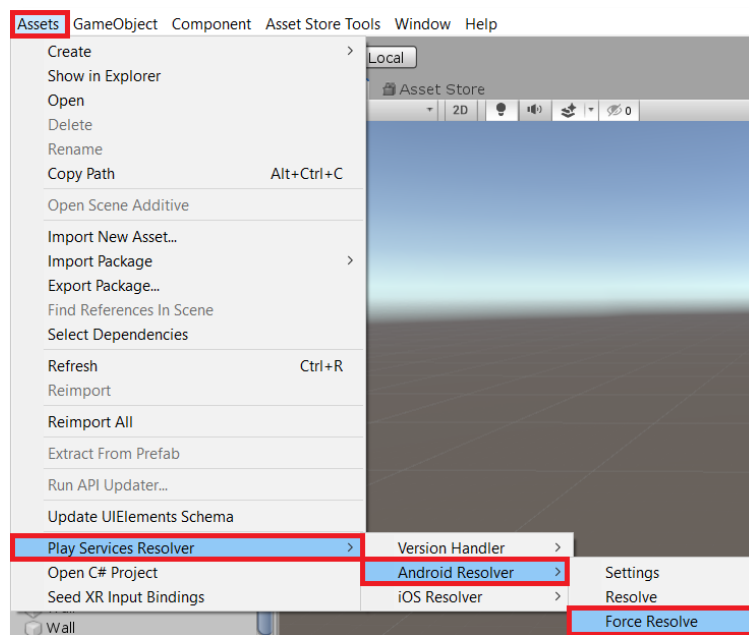 Assets GameObject Component Asset Store Tools Window Help
Create
Local
Show in Explorer
Asset Store
Open
2D
0
Delete
Rename
Copy Path Alt+Ctrl+C
Open Scene Additive
Import New Asset...
Import Package
Export Package...
Find References In Scene
Select Dependencies
Refresh Ctrl+R
Reimport
Reimport All
Extract From Prefab
Run API Updater...
Update UIElements Schema
Play Services Resolver
Version Handler
Open C# Project
Android Resolver
Settings
Seed XR Input Bindings
iOS Resolver
Resolve
Wall
Force Resolve